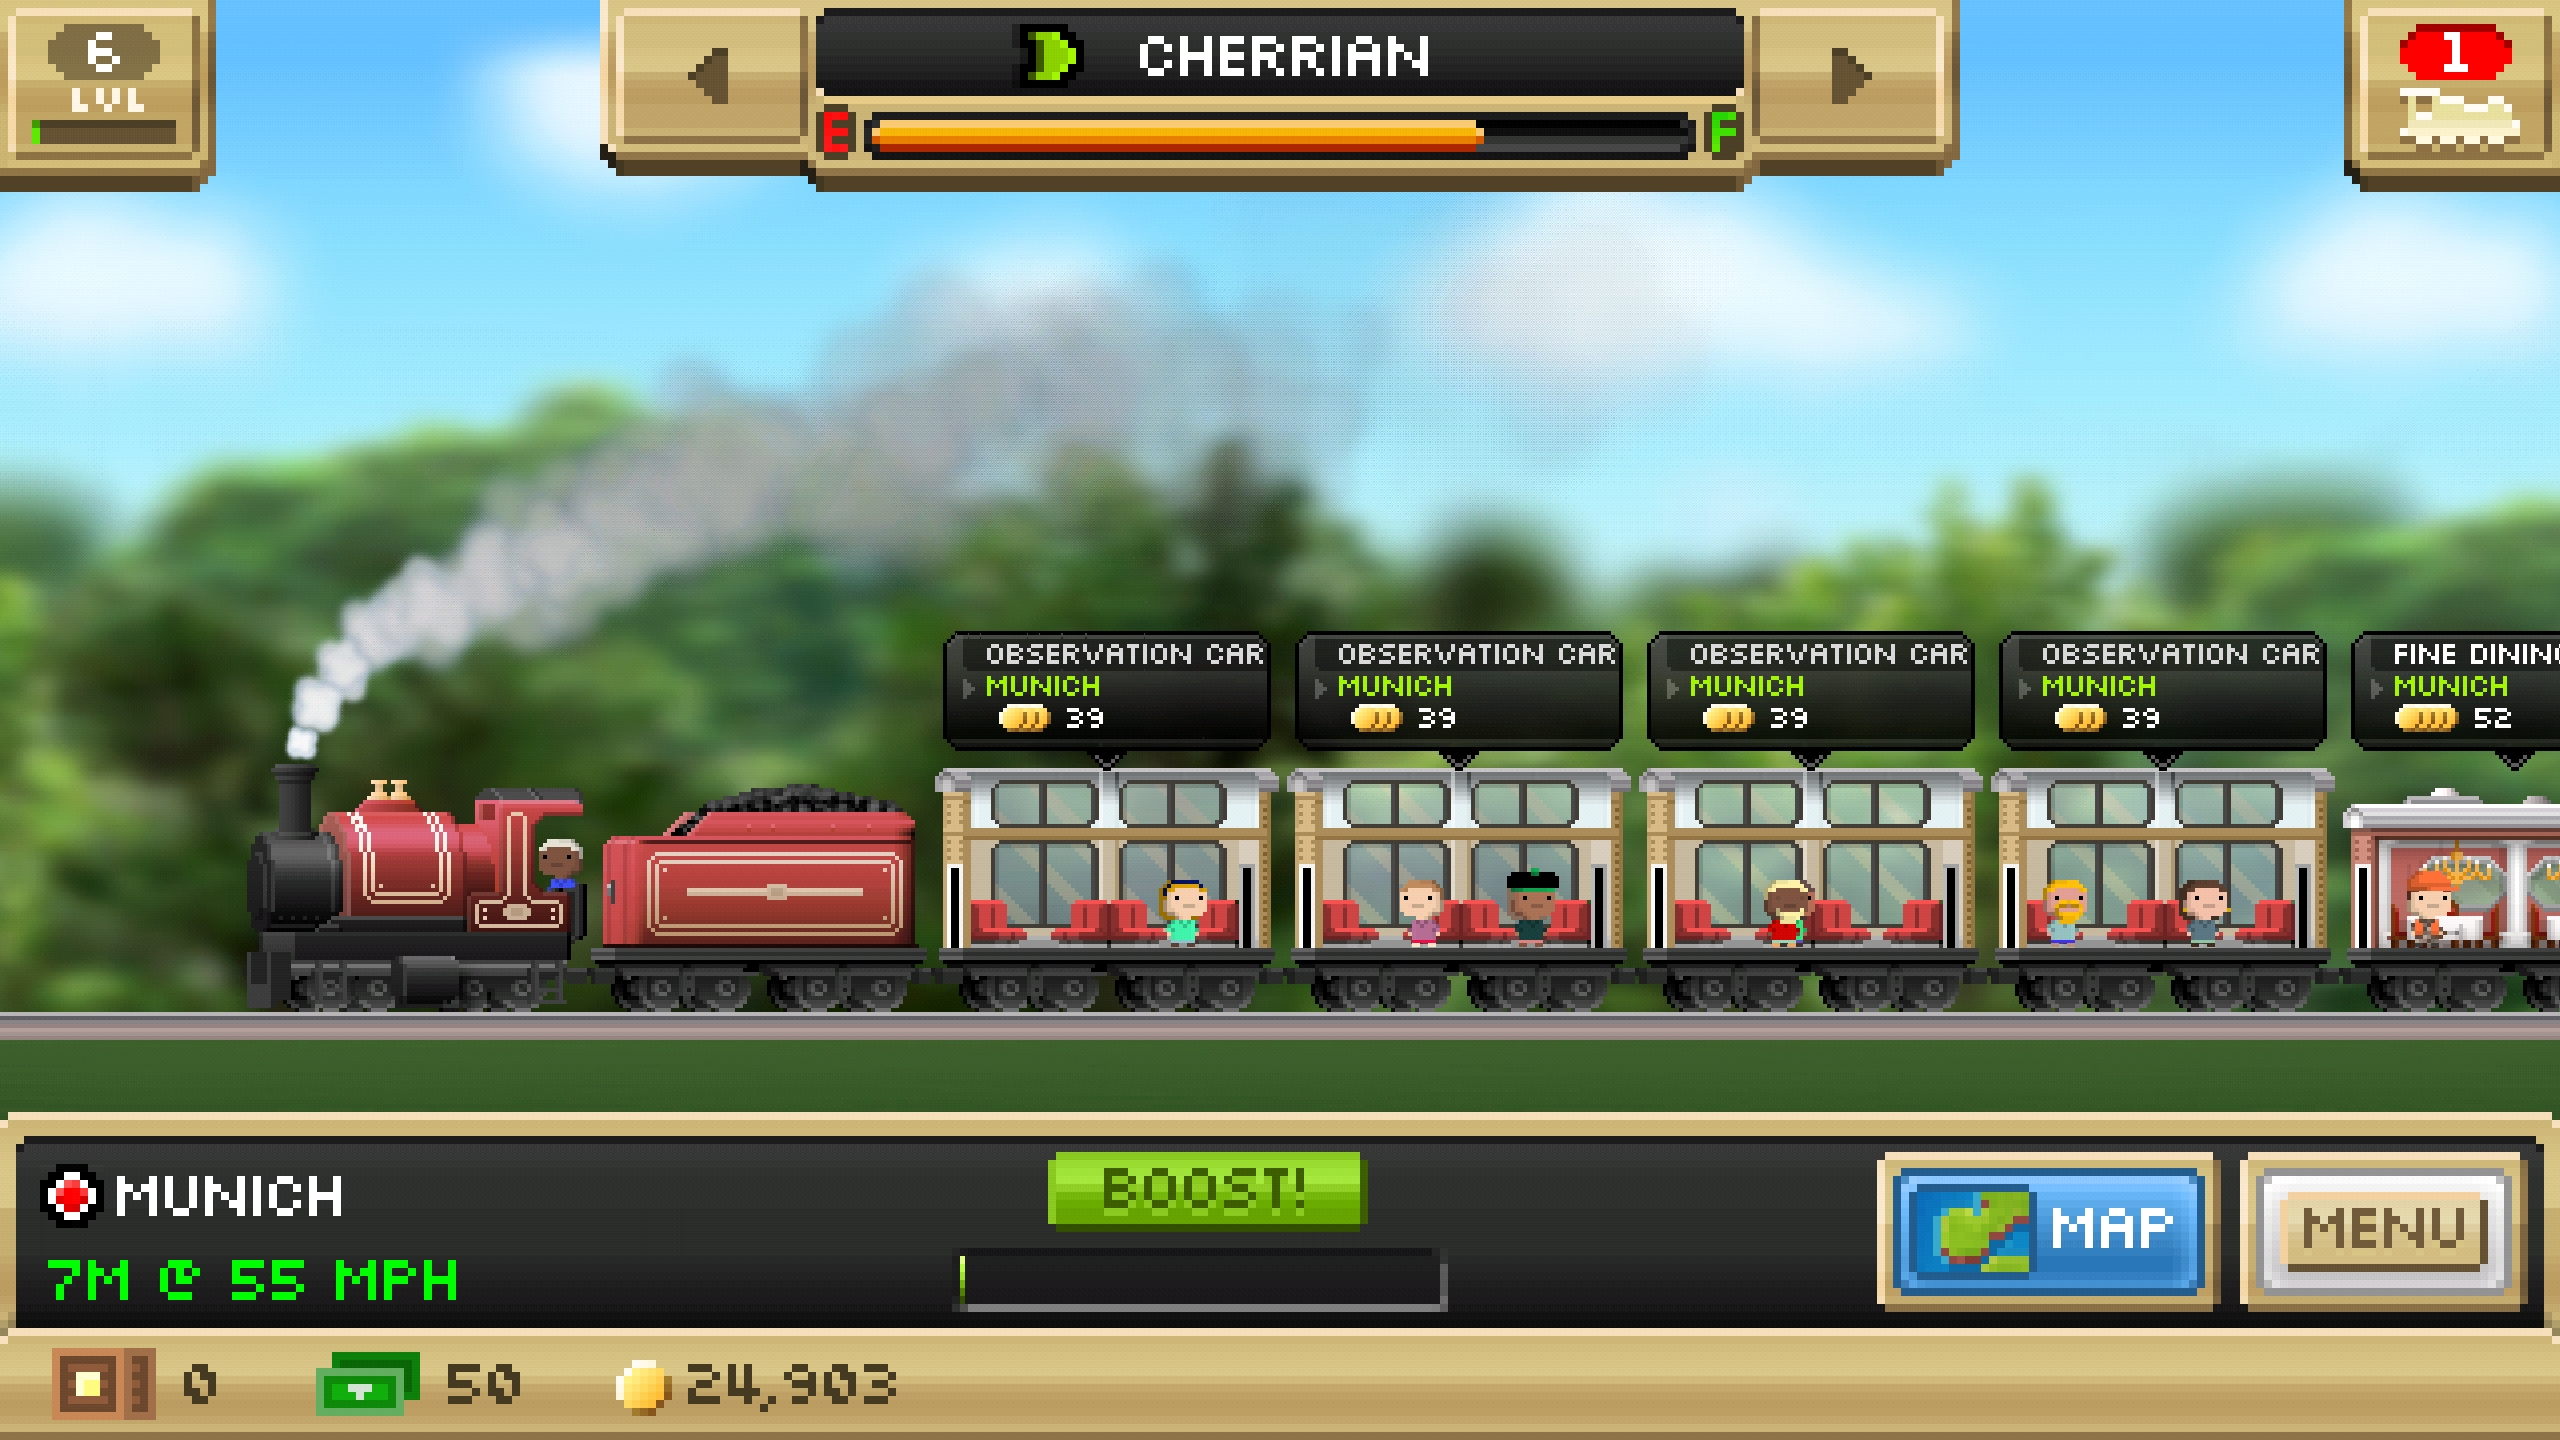 6
LVL
CHERRIAN
E F
1
OBSERVATION CAR
MUNICH
39
OBSERVATION CAR
MUNICH
39
OBSERVATION CAR
MUNICH
39
OBSERVATION CAR
MUNICH
39
FINE DINING
MUNICH
52
MUNICH
7M @ 55 MPH
BOOST!
MAP
MENU
0
50
24,903